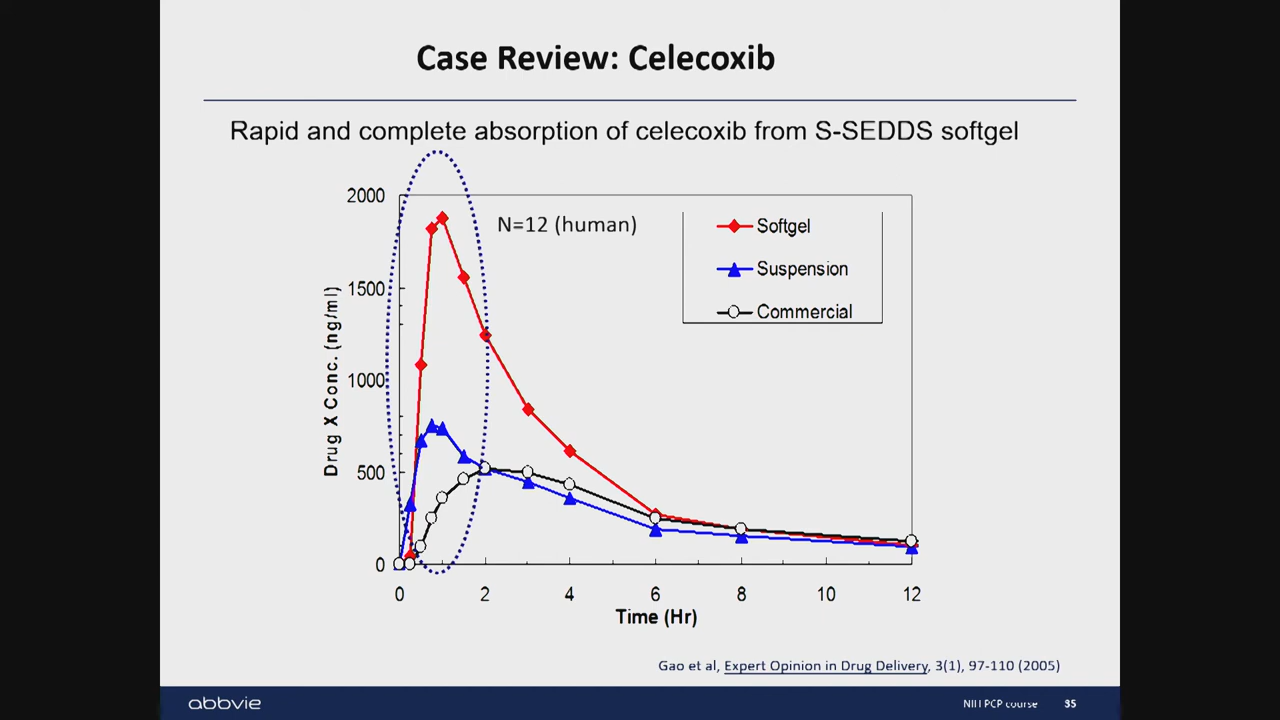 Case Review: Celecoxib
Rapid and complete absorption of celecoxib from S-SEDDS softgel
N=12 (human)
Softgel
Suspension
Commercial
2000
1500
1000
500
0
Drug X Conc. (ng/ml)
0 2 4 6 8 10 12
Time (Hr)
Gao et al, Expert Opinion in Drug Delivery, 3(1), 97-110 (2005)
abbvie
NIH PCP course 35